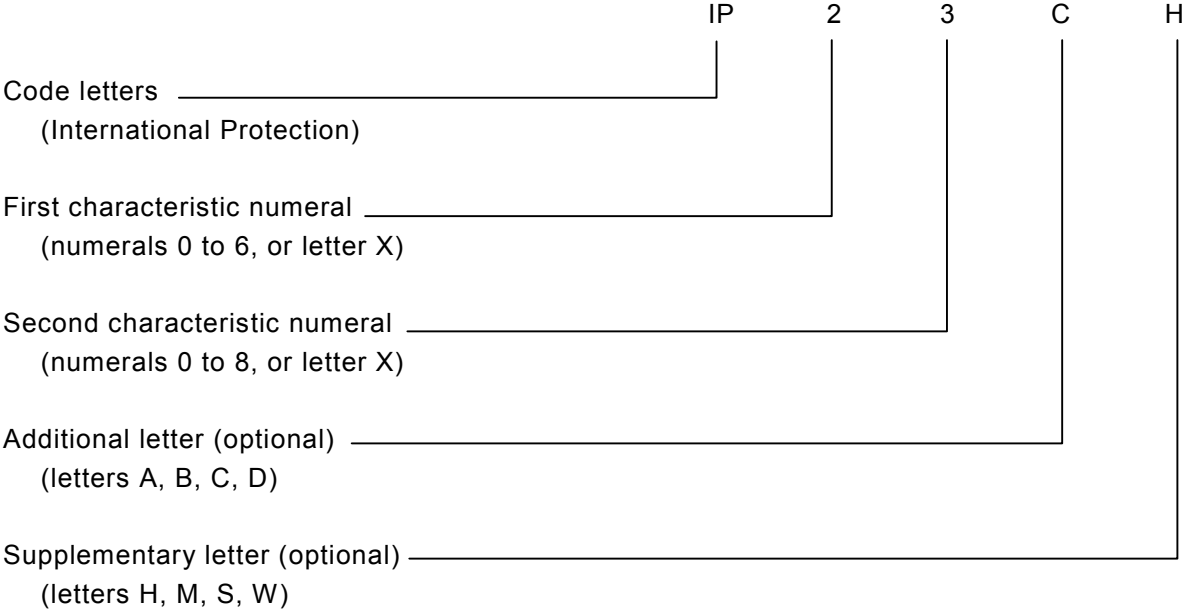 IP 2 3 C H
Code letters
(International Protection)
First characteristic numeral
(numerals 0 to 6, or letter X)
Second characteristic numeral
(numerals 0 to 8, or letter X)
Additional letter (optional)
(letters A, B, C, D)
Supplementary letter (optional)
(letters H, M, S, W)